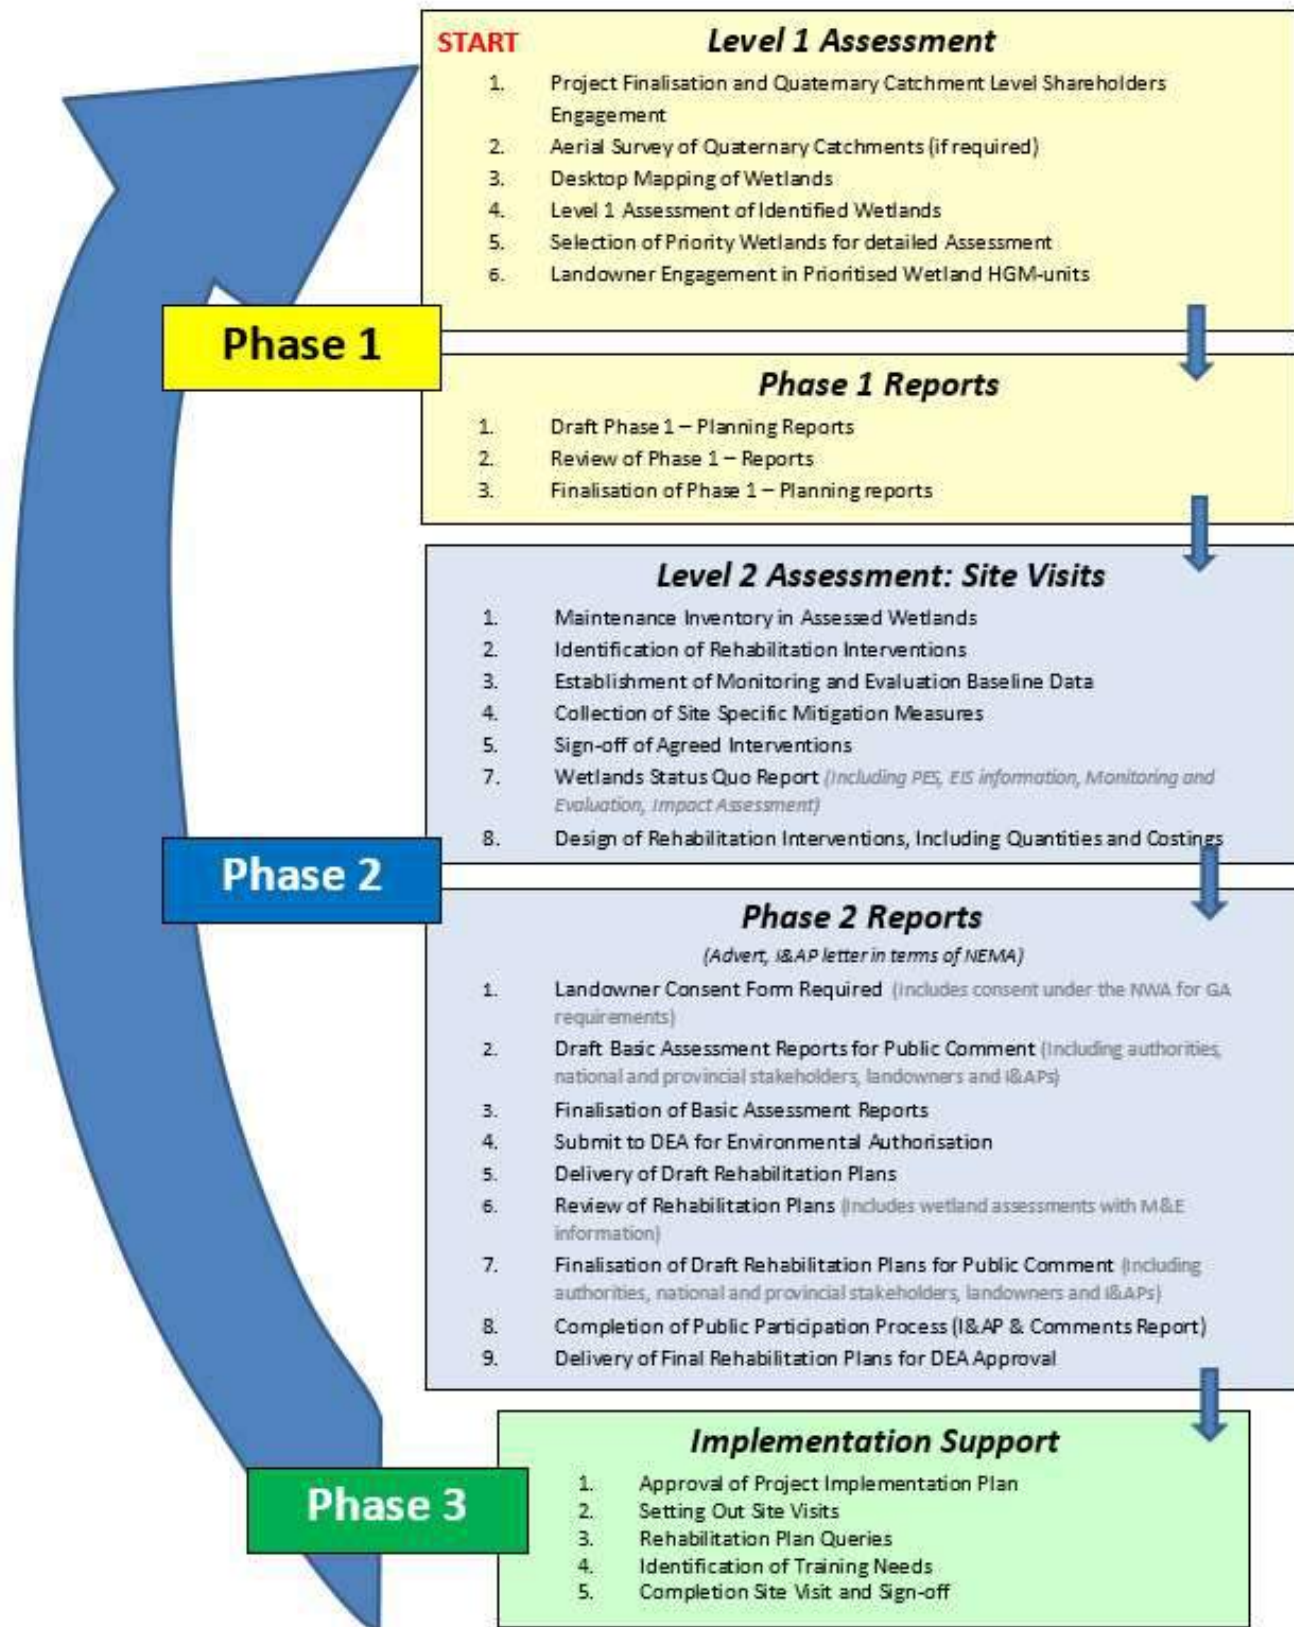 START
Level 1 Assessment
1. Project Finalisation and Quaternary Catchment Level Shareholders
Engagement
2. Aerial Survey of Quaternary Catchments (if required)
3. Desktop Mapping of Wetlands
4. Level 1 Assessment of Identified Wetlands
5. Selection of Priority Wetlands for detailed Assessment
6. Landowner Engagement in Prioritised Wetland HGM-units
Phase 1
Phase 1 Reports
1. Draft Phase 1 – Planning Reports
2. Review of Phase 1 – Reports
3. Finalisation of Phase 1 – Planning reports
Level 2 Assessment: Site Visits
1. Maintenance Inventory in Assessed Wetlands
2. Identification of Rehabilitation Interventions
3. Establishment of Monitoring and Evaluation Baseline Data
4. Collection of Site Specific Mitigation Measures
5. Sign-off of Agreed Interventions
7. Wetlands Status Quo Report (Including PES, EIS information, Monitoring and
Evaluation, Impact Assessment)
8. Design of Rehabilitation Interventions, Including Quantities and Costings
Phase 2
Phase 2 Reports
(Advert, I&AP letter in terms of NEMA)
1. Landowner Consent Form Required (Includes consent under the NWA for GA
requirements)
2. Draft Basic Assessment Reports for Public Comment (Including authorities,
national and provincial stakeholders, landowners and I&APs)
3. Finalisation of Basic Assessment Reports
4. Submit to DEA for Environmental Authorisation
5. Delivery of Draft Rehabilitation Plans
6. Review of Rehabilitation Plans (Includes wetland assessments with M&E
information)
7. Finalisation of Draft Rehabilitation Plans for Public Comment (Including
authorities, national and provincial stakeholders, landowners and I&APs)
8. Completion of Public Participation Process (I&AP & Comments Report)
9. Delivery of Final Rehabilitation Plans for DEA Approval
Phase 3
Implementation Support
1. Approval of Project Implementation Plan
2. Setting Out Site Visits
3. Rehabilitation Plan Queries
4. Identification of Training Needs
5. Completion Site Visit and Sign-off